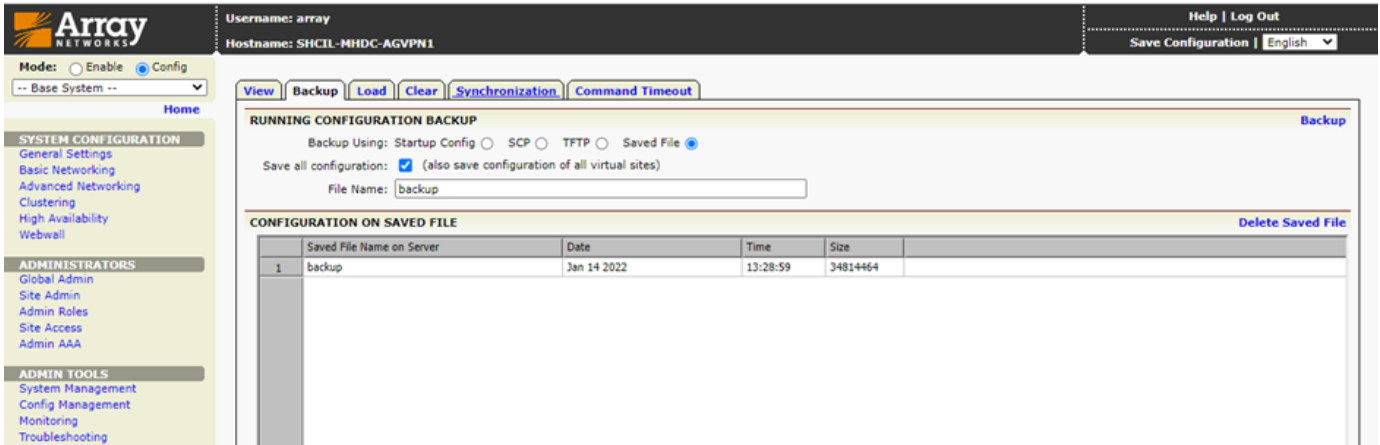 Array
NETWORKS
Username: array
Hostname: SHCIL-MHDC-AGVPN1
Help | Log Out
Save Configuration | English
Mode: Enable Config
-- Base System --
Home
SYSTEM CONFIGURATION
General Settings
Basic Networking
Advanced Networking
Clustering
High Availability
Webwall
ADMINISTRATORS
Global Admin
Site Admin
Admin Roles
Site Access
Admin AAA
ADMIN TOOLS
System Management
Config Management
Monitoring
Troubleshooting
View Backup Load Clear Synchronization Command Timeout
RUNNING CONFIGURATION BACKUP Backup
Backup Using: Startup Config SCP TFTP Saved File
Save all configuration: (also save configuration of all virtual sites)
File Name: backup
CONFIGURATION ON SAVED FILE Delete Saved File
Saved File Name on Server Date Time Size
1 backup Jan 14 2022 13:28:59 34814464